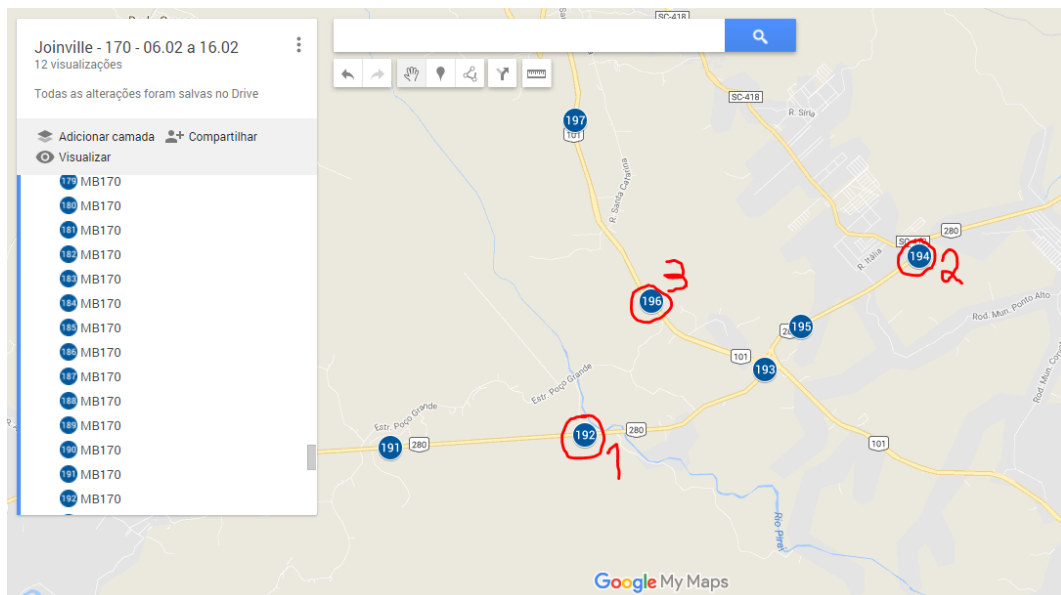 Joinville - 170 - 06.02 a 16.02
12 visualizações
Todas as alterações foram salvas no Drive
Adicionar camada
Compartilhar
Visualizar
179 MB170
180 MB170
181 MB170
182 MB170
183 MB170
184 MB170
185 MB170
186 MB170
187 MB170
188 MB170
189 MB170
190 MB170
191 MB170
192 MB170
SC-418
SC-418
R. Síria
197
101
R. Santa Cata
280
194
2
R. Itália
3
196
Rod. Mun. Ponto Alto
195
101
193
Estr. Poço Grande
Estr. Poço Grande
192
280
191
280
1
101
Rio Piraí
Google My Maps